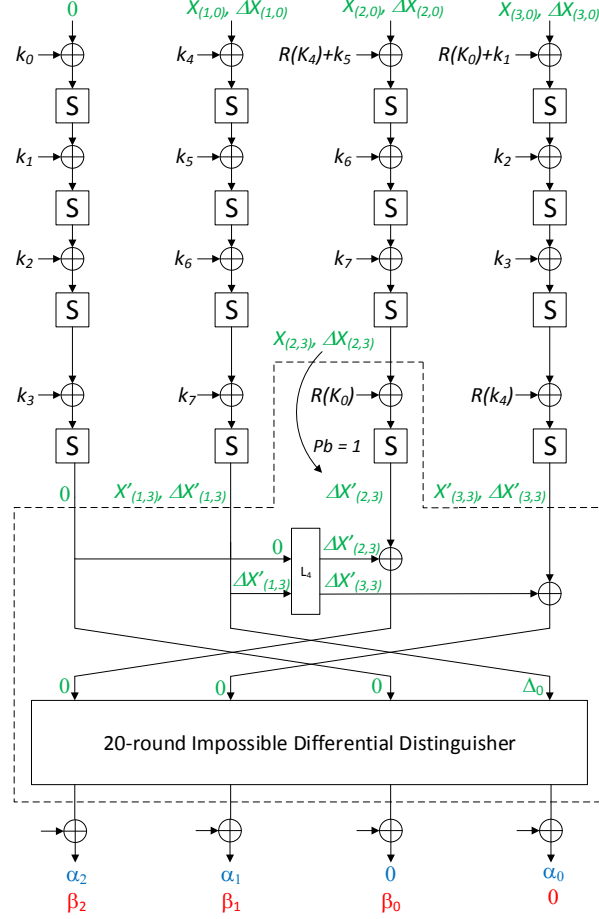 0 X(1,0), ΔX(1,0) X(2,0), ΔX(2,0) X(3,0), ΔX(3,0)
k0 k4 R(K4)+k5 R(K0)+k1
S S S S
k1 k5 k6 k2
S S S S
k2 k6 k7 k3
S S S S
X(2,3), ΔX(2,3)
k3 k7 R(K0) R(k4)
S S Pb = 1 S S
0 X'(1,3), ΔX'(1,3) ΔX'(2,3) X'(3,3), ΔX'(3,3)
0 L4 ΔX'(2,3)
ΔX'(1,3) ΔX'(3,3)
0 0 0 Δ0
20-round Impossible Differential Distinguisher
α2 α1 0 α0
β2 β1 β0 0